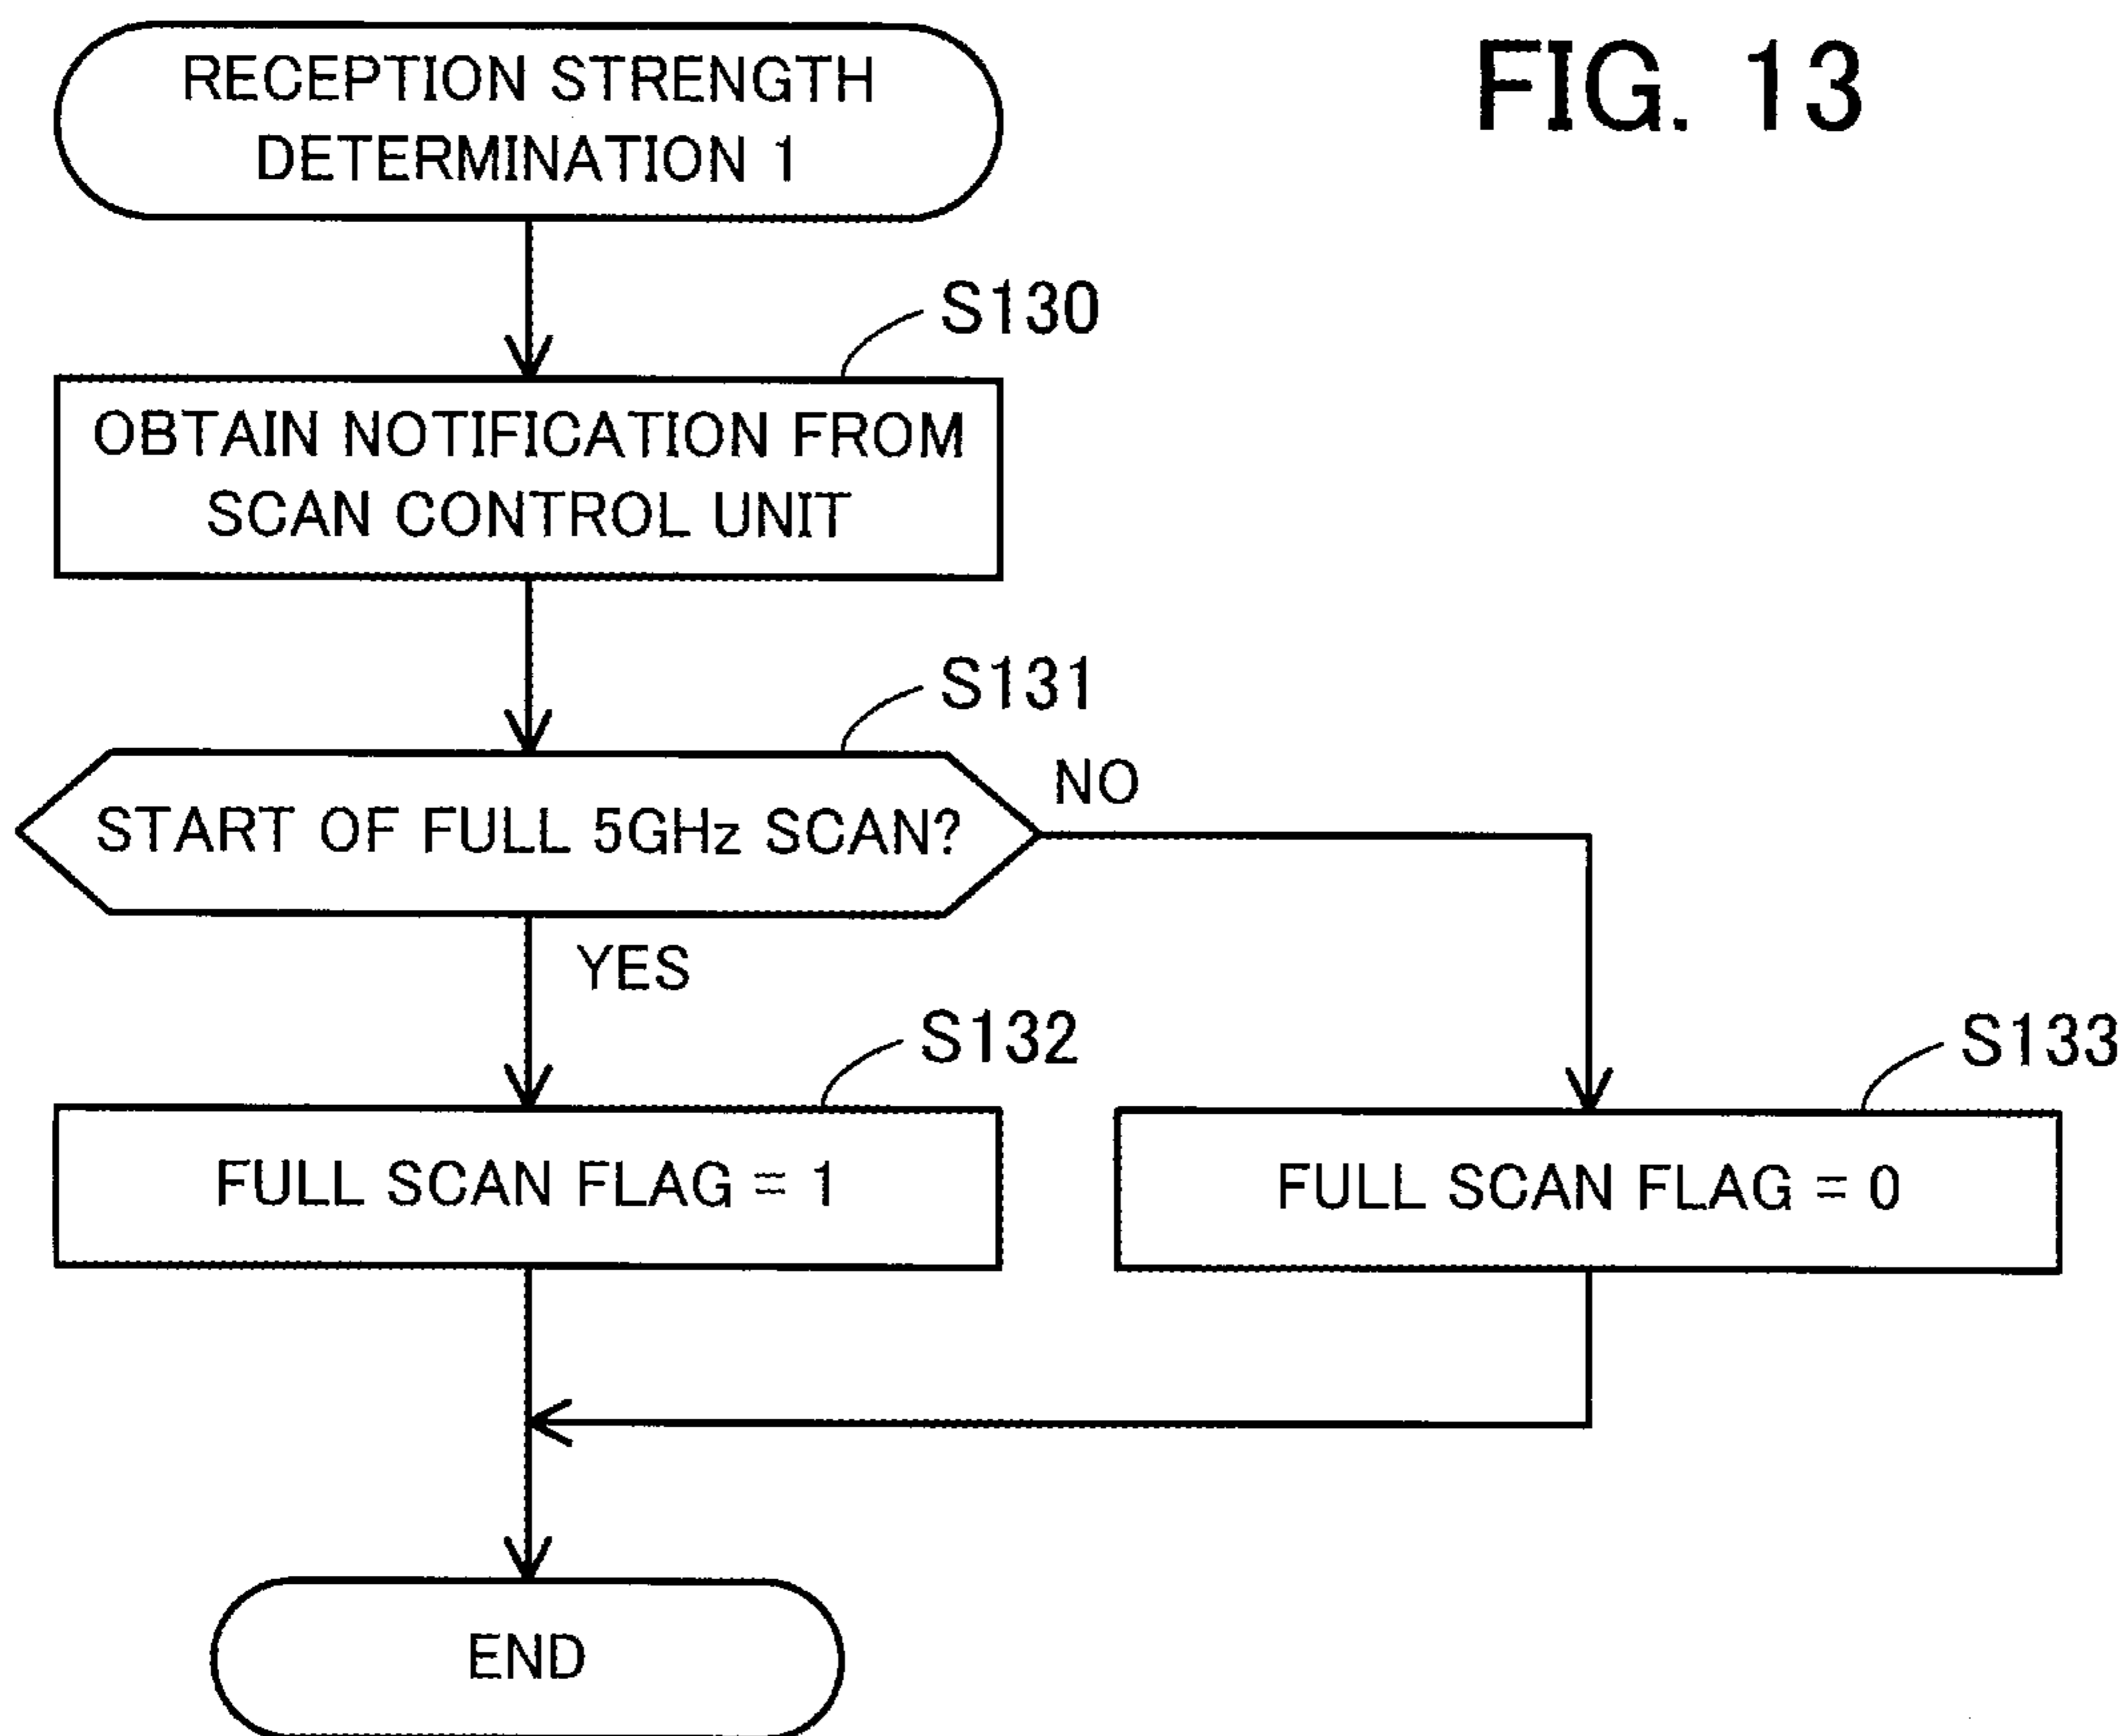 FIG. 13
RECEPTION STRENGTH
DETERMINATION 1
S130
OBTAIN NOTIFICATION FROM
SCAN CONTROL UNIT
S131
START OF FULL 5GHz SCAN?
NO
YES
S132
FULL SCAN FLAG = 1
S133
FULL SCAN FLAG = 0
END